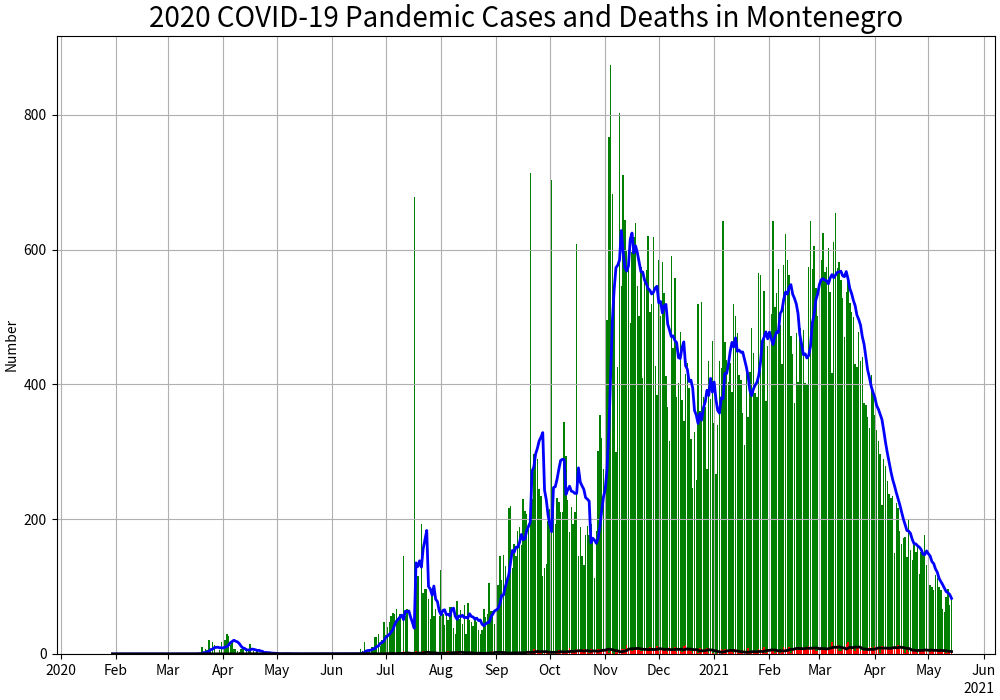 2020 COVID-19 Pandemic Cases and Deaths in Montenegro
Number
800
600
400
200
0
2020 Feb Mar Apr May Jun Jul Aug Sep Oct Nov Dec 2021 Feb Mar Apr May Jun
2021